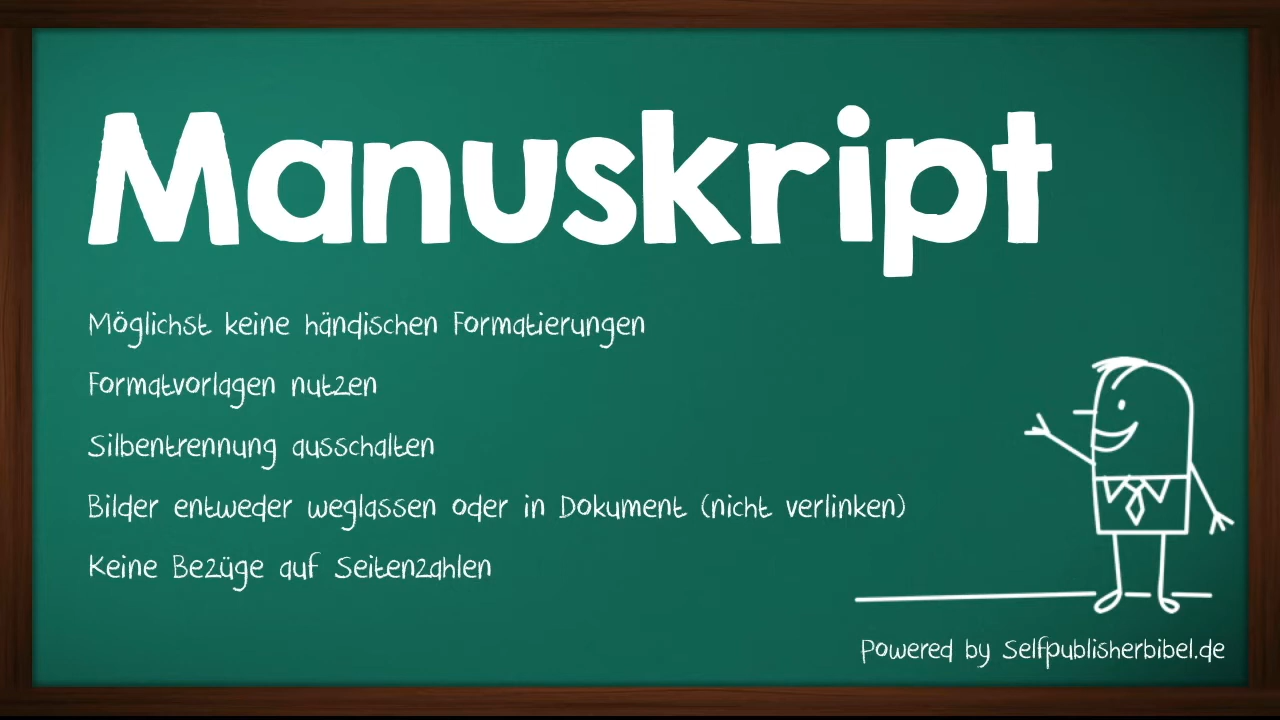 Manuskript
Möglichst keine händischen Formatierungen
Formatvorlagen nutzen
Silbentrennung ausschalten
Bilder entweder weglassen oder in Dokument (nicht verlinken)
Keine Bezüge auf Seitenzahlen
Powered by Selfpublisherbibel.de